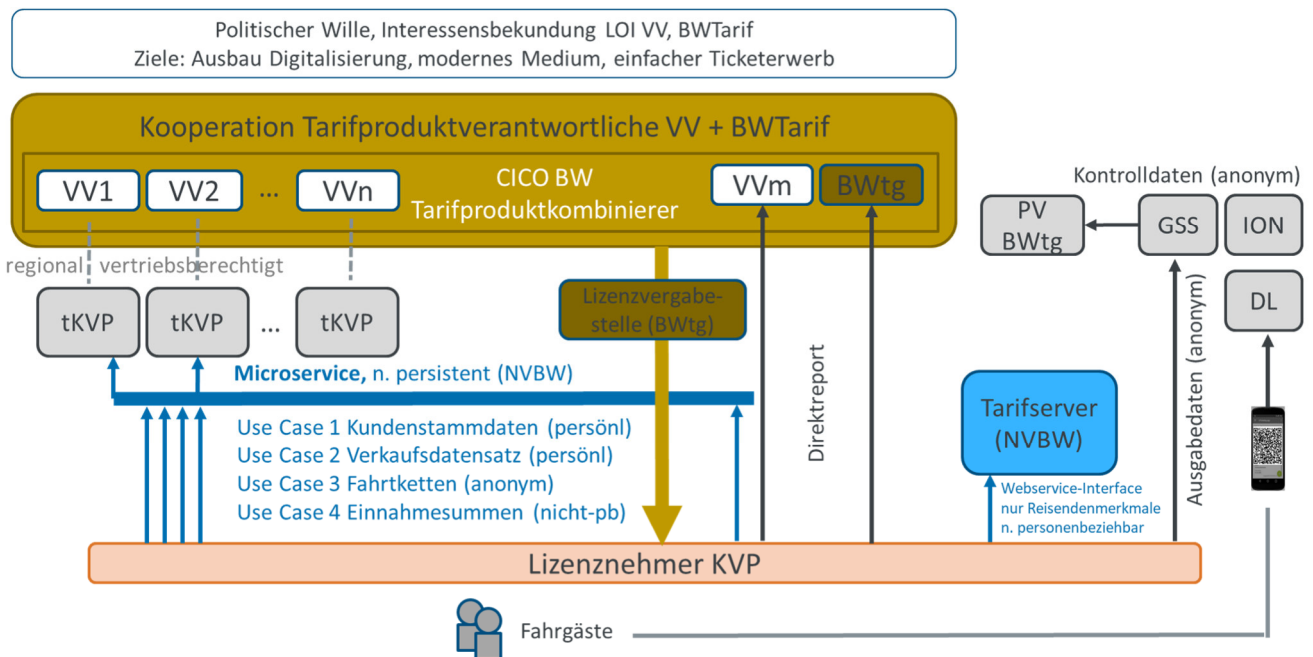 Politischer Wille, Interessensbekundung LOI VV, BWTarif
Ziele: Ausbau Digitalisierung, modernes Medium, einfacher Ticketerwerb
Kooperation Tarifproduktverantwortliche VV + BWTarif
VV1
VV2
...
VVn
CICO BW
Tarifproduktkombinierer
VVm
BWtg
Kontrolldaten (anonym)
PV
BWtg
GSS
ION
DL
regional
vertriebsberechtigt
tKVP
tKVP
...
tKVP
Lizenzvergabe-
stelle (BWtg)
Microservice, n. persistent (NVBW)
Use Case 1 Kundenstammdaten (persönl)
Use Case 2 Verkaufsdatensatz (persönl)
Use Case 3 Fahrtketten (anonym)
Use Case 4 Einnahmesummen (nicht-pb)
Direktreport
Tarifserver
(NVBW)
Webservice-Interface
nur Reisendenmerkmale
n. personenbeziehbar
Ausgabedaten (anonym)
Lizenznehmer KVP
Fahrgäste